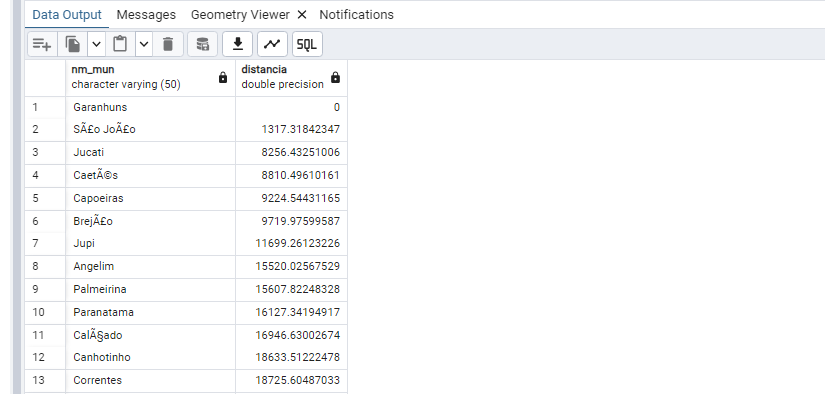 Data Output Messages Geometry Viewer × Notifications
SQL
nm_mun distancia
character varying (50) double precision
1 Garanhuns 0
2 SÃ£o JoÃ£o 1317.31842347
3 Jucati 8256.43251006
4 CaetÃ©s 8810.49610161
5 Capoeiras 9224.54431165
6 BrejÃ£o 9719.97599587
7 Jupi 11699.26123226
8 Angelim 15520.02567529
9 Palmeirina 15607.82248328
10 Paranatama 16127.34194917
11 CalÃ§ado 16946.63002674
12 Canhotinho 18633.51222478
13 Correntes 18725.60487033